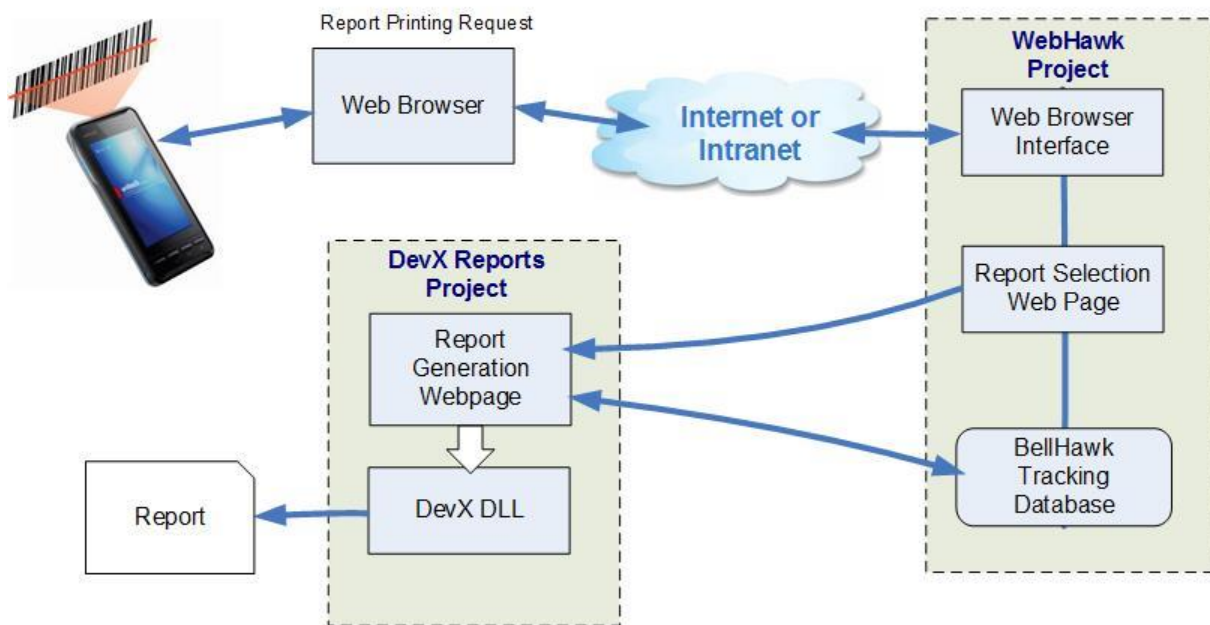 Report Printing Request
Web Browser
Internet or
Intranet
WebHawk
Project
Web Browser
Interface
Report Selection
Web Page
BellHawk
Tracking
Database
DevX Reports
Project
Report
Generation
Webpage
DevX DLL
Report